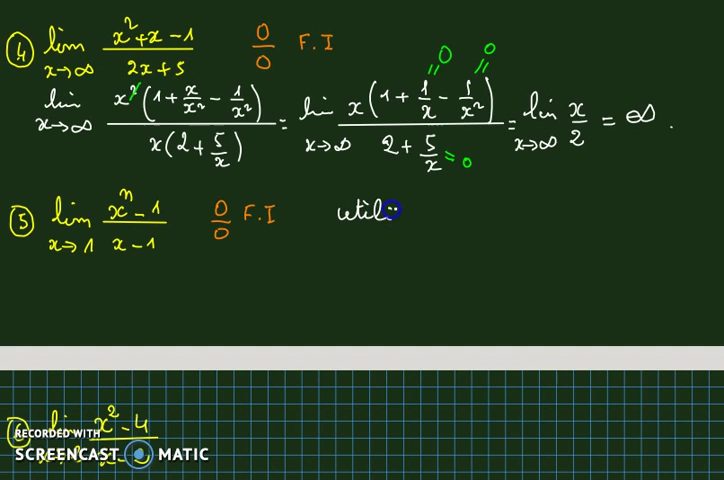 ④ lim x→∞ (x² + x - 1)/(2x + 5) 0/0 F.I
lim x→∞ x²(1 + x/x² - 1/x²)/x(2 + 5/x) = lim x→∞ x(1 + 1/x - 1/x²)/(2 + 5/x) = lim x→∞ x/2 = ∞.
= 0 = 0 = 0
⑤ lim x→1 (xⁿ - 1)/(x - 1) 0/0 F.I util
lim (x² - 4)
RECORDED WITH
SCREENCAST MATIC